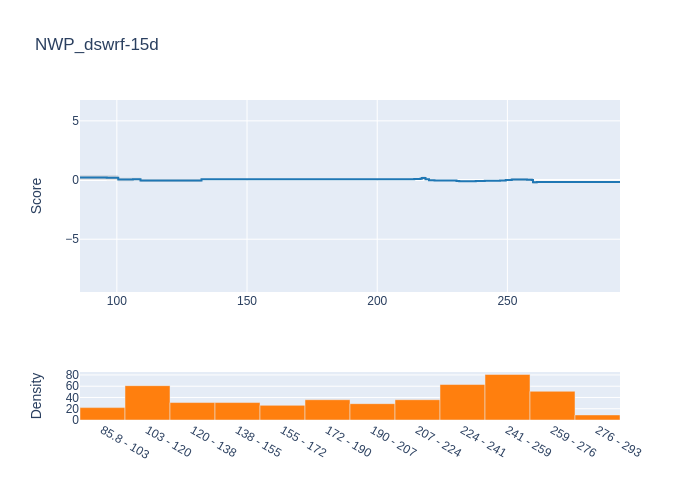 NWP_dswrf-15d
Score
5
0
−5
100
150
200
250
Density
80
60
40
20
0
85.8 - 103
103 - 120
120 - 138
138 - 155
155 - 172
172 - 190
190 - 207
207 - 224
224 - 241
241 - 259
259 - 276
276 - 293